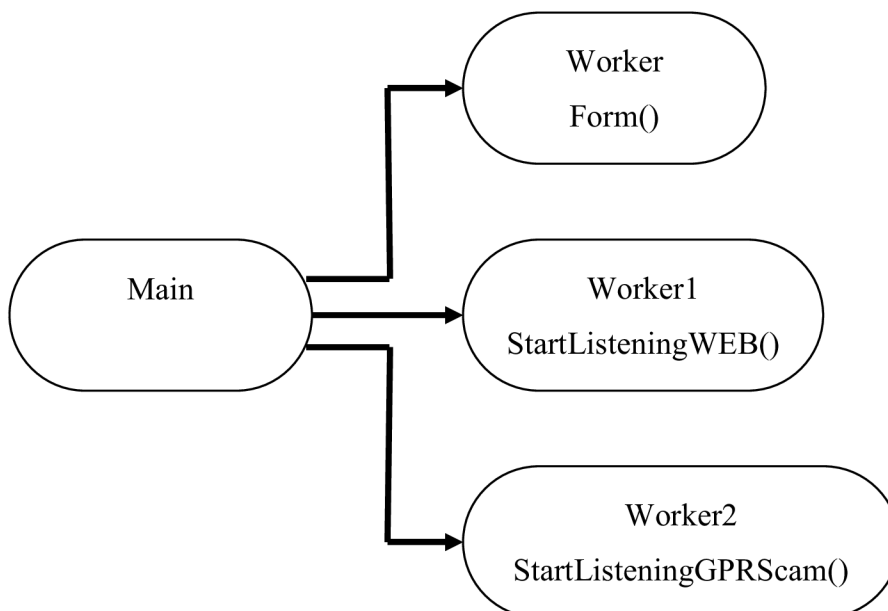 Worker
Form()
Main
Worker1
StartListeningWEB()
Worker2
StartListeningGPRScam()